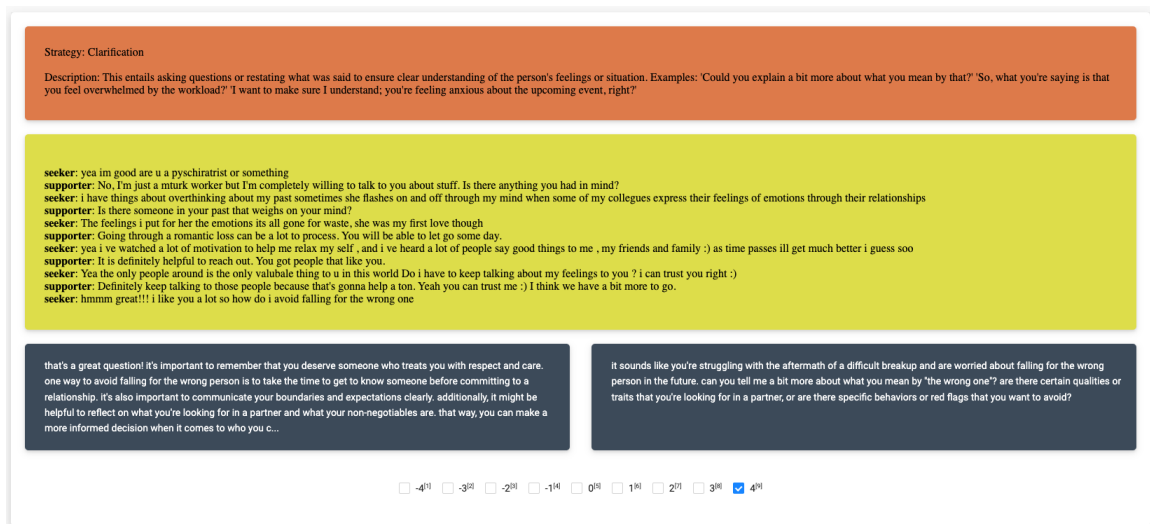 Strategy: Clarification
Description: This entails asking questions or restating what was said to ensure clear understanding of the person's feelings or situation. Examples: 'Could you explain a bit more about what you mean by that?' 'So, what you're saying is that
you feel overwhelmed by the workload?' 'I want to make sure I understand; you're feeling anxious about the upcoming event, right?'
seeker: yea im good are u a pyschiratrist or something
supporter: No, I'm just a mturk worker but I'm completely willing to talk to you about stuff. Is there anything you had in mind?
seeker: i have things about overthinking about my past sometimes she flashes on and off through my mind when some of my collegues express their feelings of emotions through their relationships
supporter: Is there someone in your past that weighs on your mind?
seeker: The feelings i put for her the emotions its all gone for waste, she was my first love though
supporter: Going through a romantic loss can be a lot to process. You will be able to let go some day.
seeker: yea i ve watched a lot of motivation to help me relax my self , and i ve heard a lot of people say good things to me , my friends and family :) as time passes ill get much better i guess soo
supporter: It is definitely helpful to reach out. You got people that like you.
seeker: Yea the only people around is the only valubale thing to u in this world Do i have to keep talking about my feelings to you ? i can trust you right :)
supporter: Definitely keep talking to those people because that's gonna help a ton. Yeah you can trust me :) I think we have a bit more to go.
seeker: hmmm great!!! i like you a lot so how do i avoid falling for the wrong one
that's a great question! it's important to remember that you deserve someone who treats you with respect and care.
one way to avoid falling for the wrong person is to take the time to get to know someone before committing to a
relationship. it's also important to communicate your boundaries and expectations clearly. additionally, it might be
helpful to reflect on what you're looking for in a partner and what your non-negotiables are. that way, you can make a
more informed decision when it comes to who you c...
it sounds like you're struggling with the aftermath of a difficult breakup and are worried about falling for the wrong
person in the future. can you tell me a bit more about what you mean by "the wrong one"? are there certain qualities or
traits that you're looking for in a partner, or are there specific behaviors or red flags that you want to avoid?
-4[1] -3[2] -2[3] -1[4] 0[5] 1[6] 2[7] 3[8] 4[9]